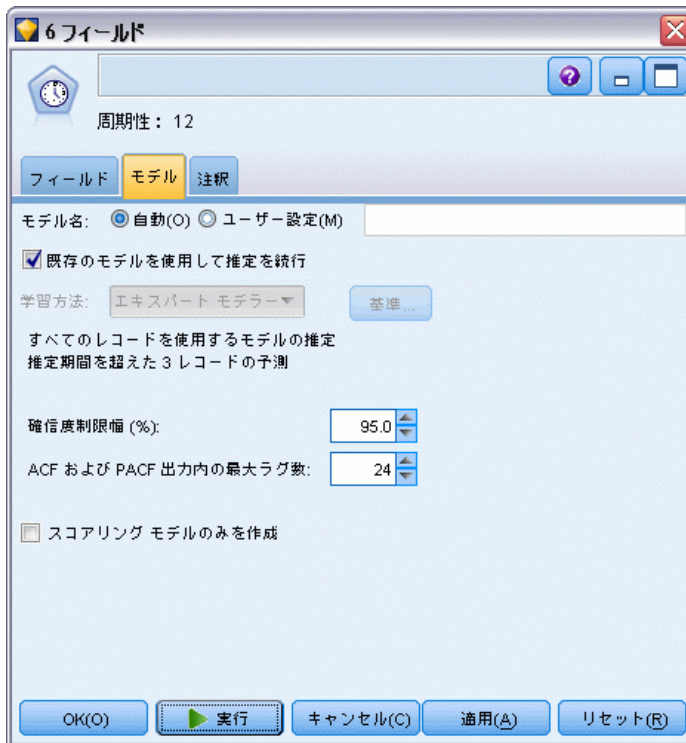 6 フィールド
?
周期性: 12
フィールド モデル 注釈
モデル名: 自動(O) ユーザー設定(M)
既存のモデルを使用して推定を続行
学習方法: エキスパート モデラー 基準...
すべてのレコードを使用するモデルの推定
推定期間を超えた 3 レコードの予測
確信度制限幅 (%): 95.0
ACF および PACF 出力内の最大ラグ数: 24
スコアリング モデルのみを作成
OK(O) 実行 キャンセル(C)適用(A) リセット(R)